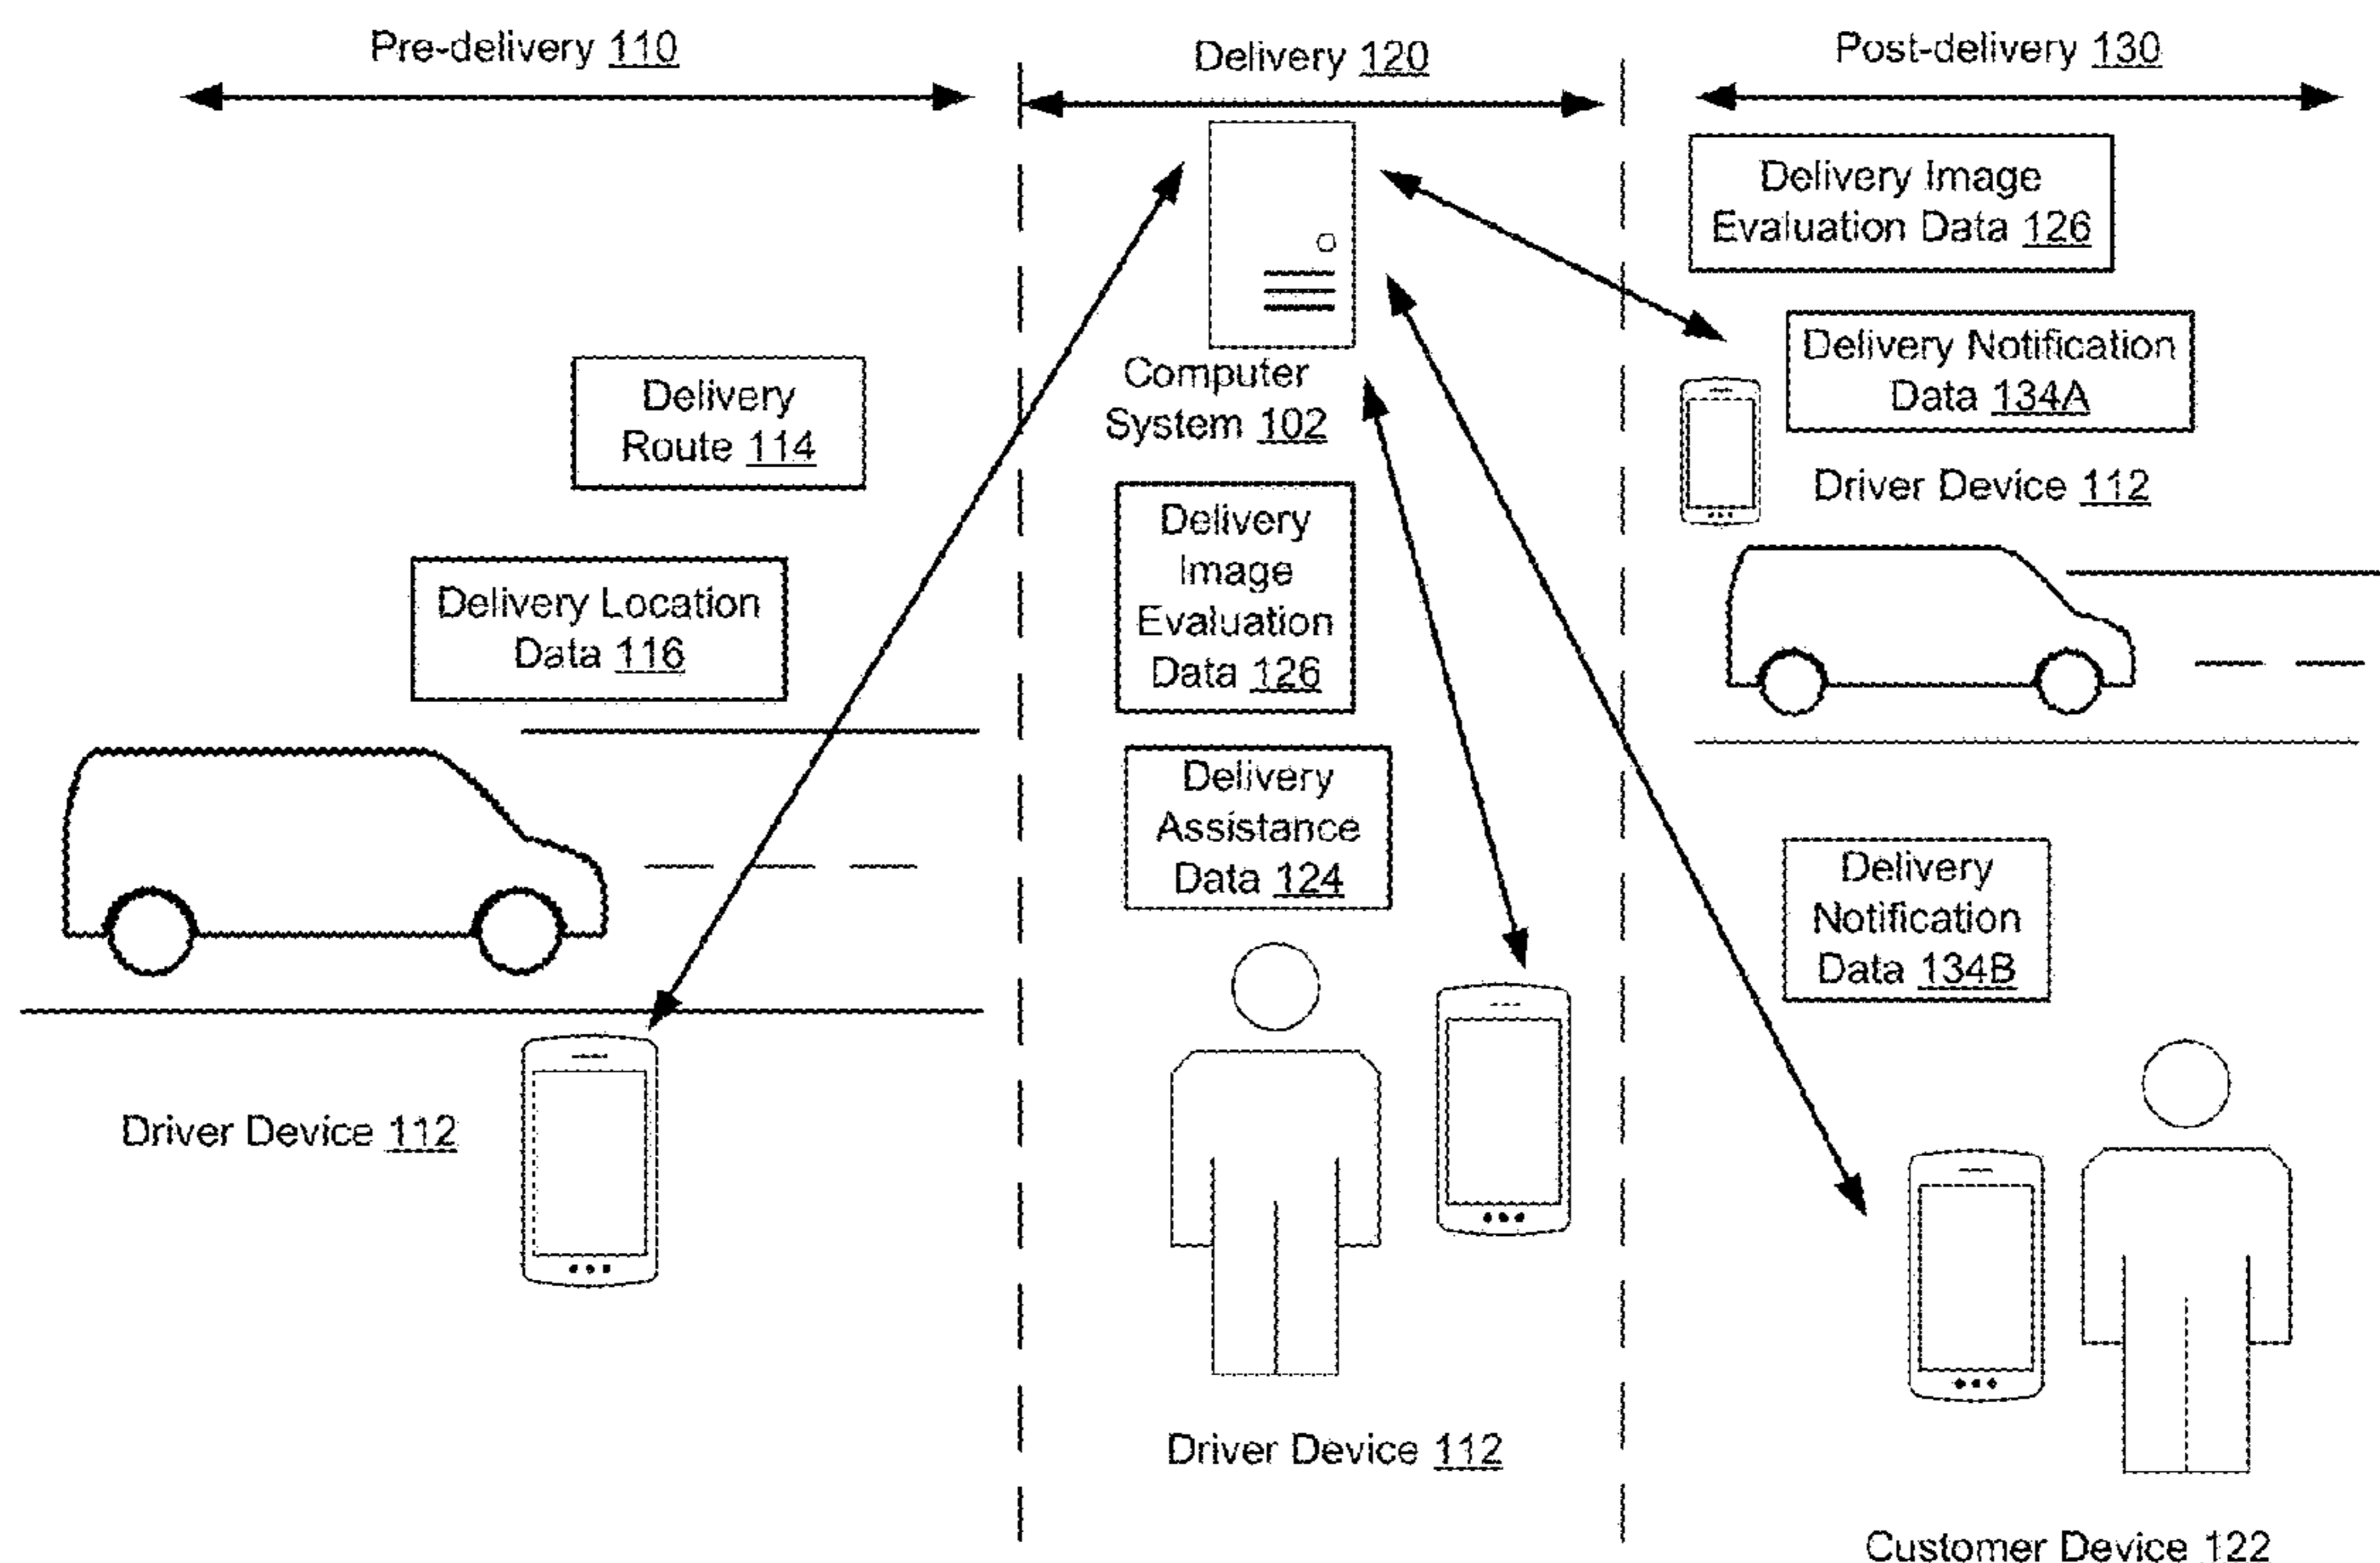 Pre-delivery 110
Delivery 120
Post-delivery 130
Delivery
Route 114
Delivery Location
Data 116
Driver Device 112
Computer
System 102
Delivery
Image
Evaluation
Data 126
Delivery
Assistance
Data 124
Driver Device 112
Delivery Image
Evaluation Data 126
Delivery Notification
Data 134A
Driver Device 112
Delivery
Notification
Data 134B
Customer Device 122